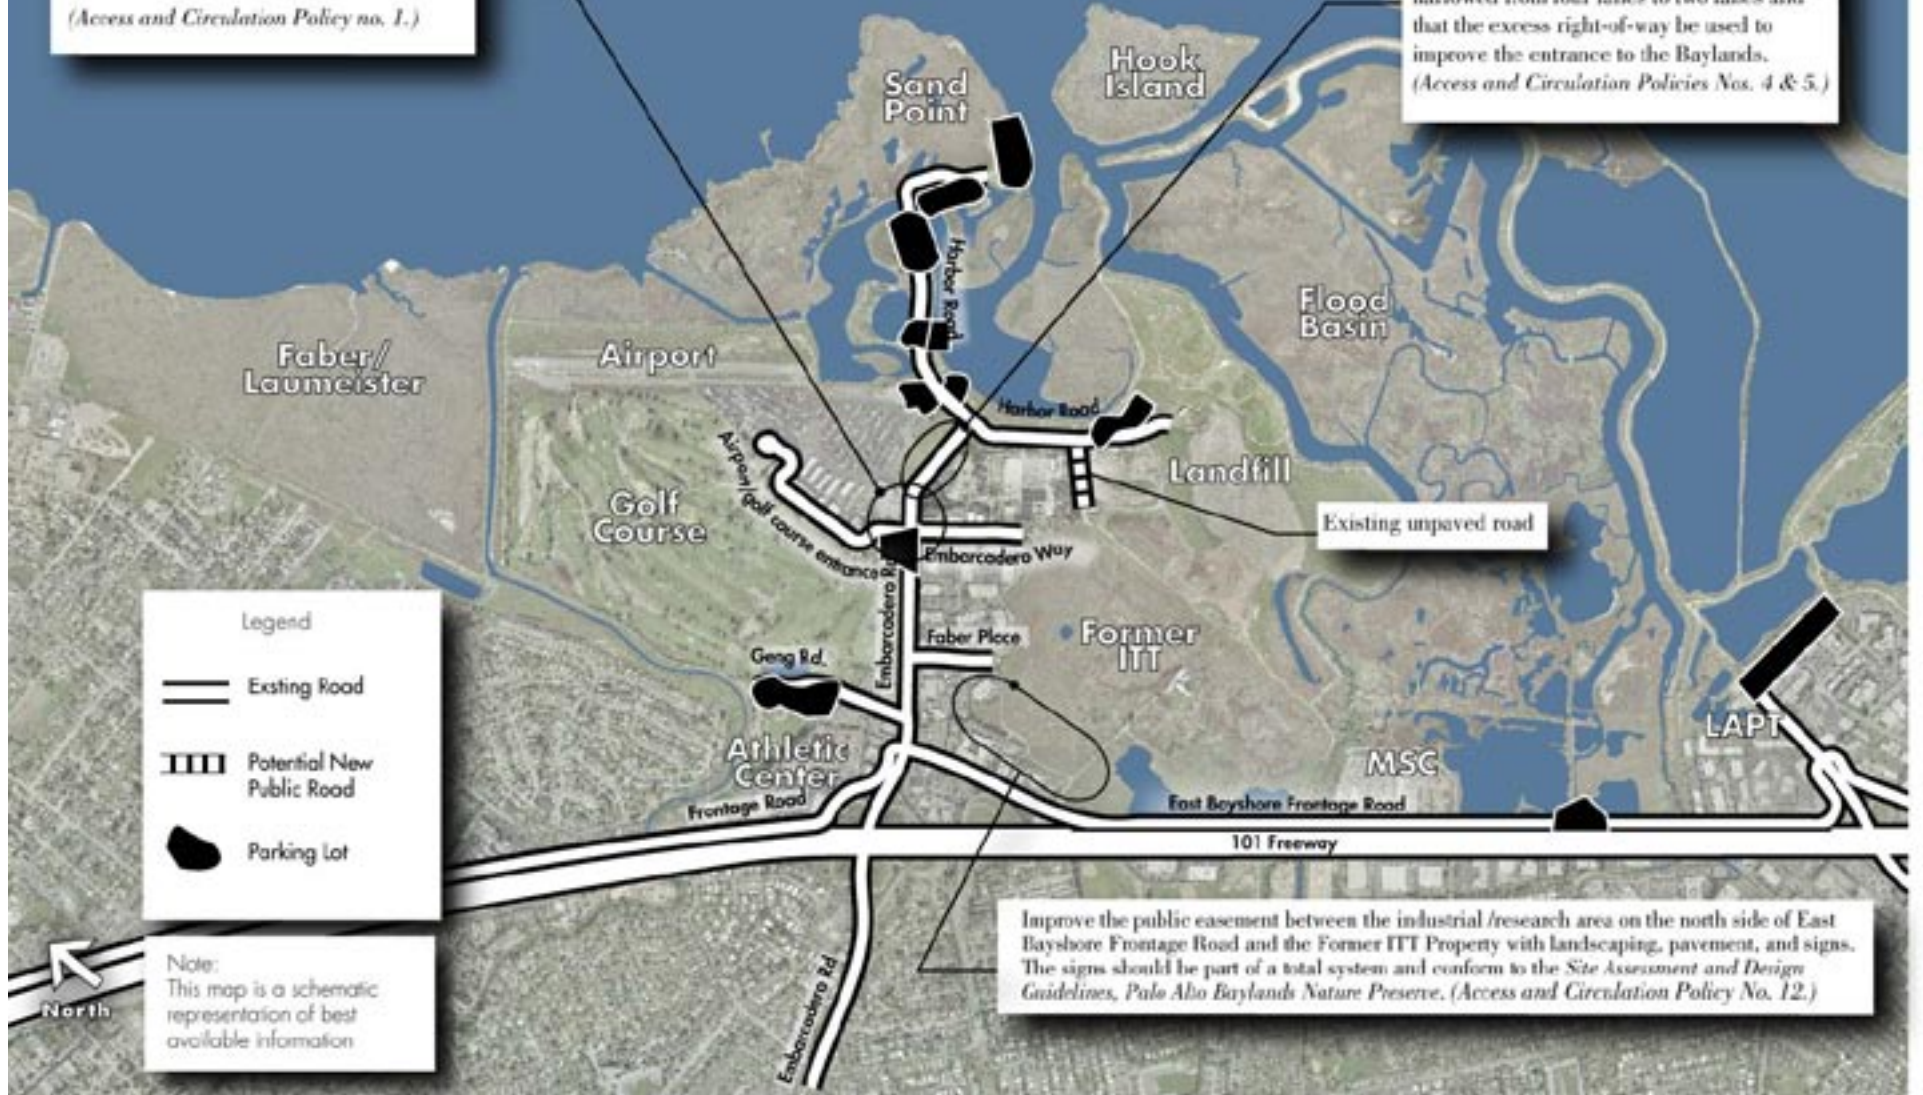 (Access and Circulation Policy no. 1.)
that the excess right-of-way be used to
improve the entrance to the Baylands.
(Access and Circulation Policies Nos. 4 & 5.)
Hook
Island
Sand
Point
Harbor Road
Flood
Basin
Faber/
Laumeister
Airport
Harbor Road
Landfill
Airport/golf course entrance
Golf
Course
Existing unpaved road
Embarcadero Way
Embarcadero Rd
Faber Place
Former
ITT
Geng Rd.
Athletic
Center
LAPT
MSC
Frontage Road
East Bayshore Frontage Road
101 Freeway
Legend
Exsting Road
Potential New
Public Road
Parking Lot
Improve the public easement between the industrial /research area on the north side of East
Bayshore Frontage Road and the Former ITT Property with landscaping, pavement, and signs.
The signs should be part of a total system and conform to the Site Assessment and Design
Guidelines, Palo Alto Baylands Nature Preserve. (Access and Circulation Policy No. 12.)
Note:
This map is a schematic
representation of best
available information
North
Embarcadero Rd